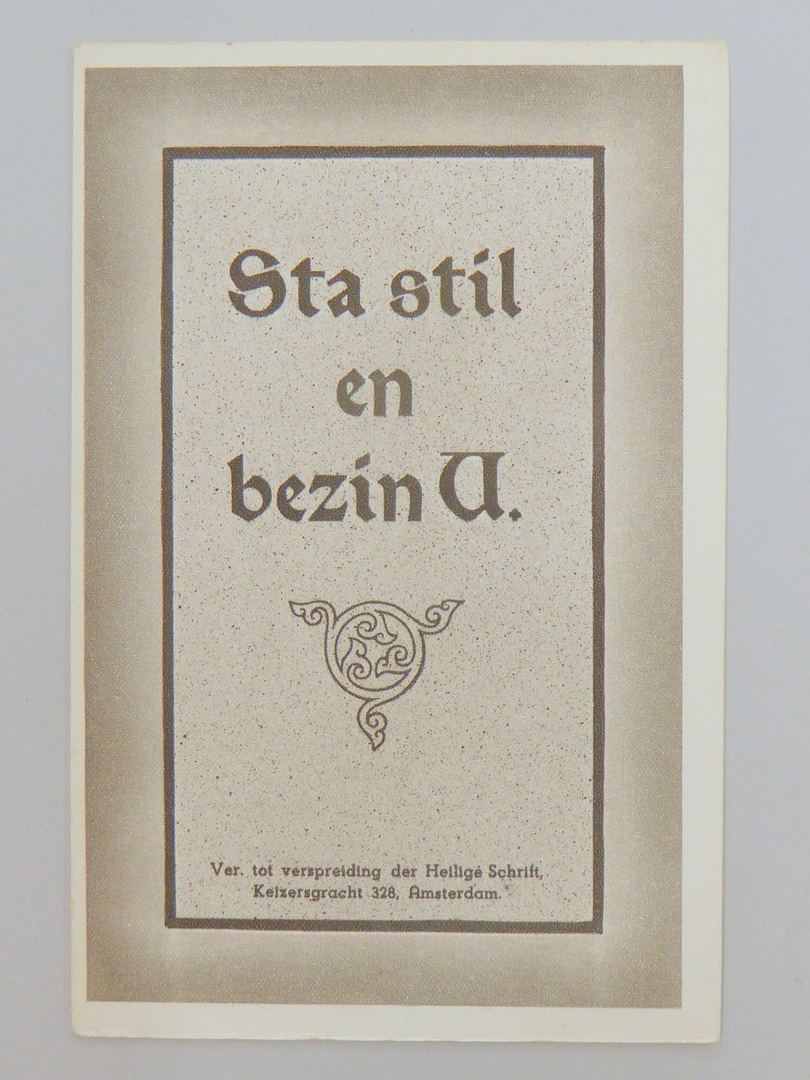 Sta stil
en
bezin U.
Ver. tot verspreiding der Heilige Schrift,
Keizersgracht 328, Amsterdam.